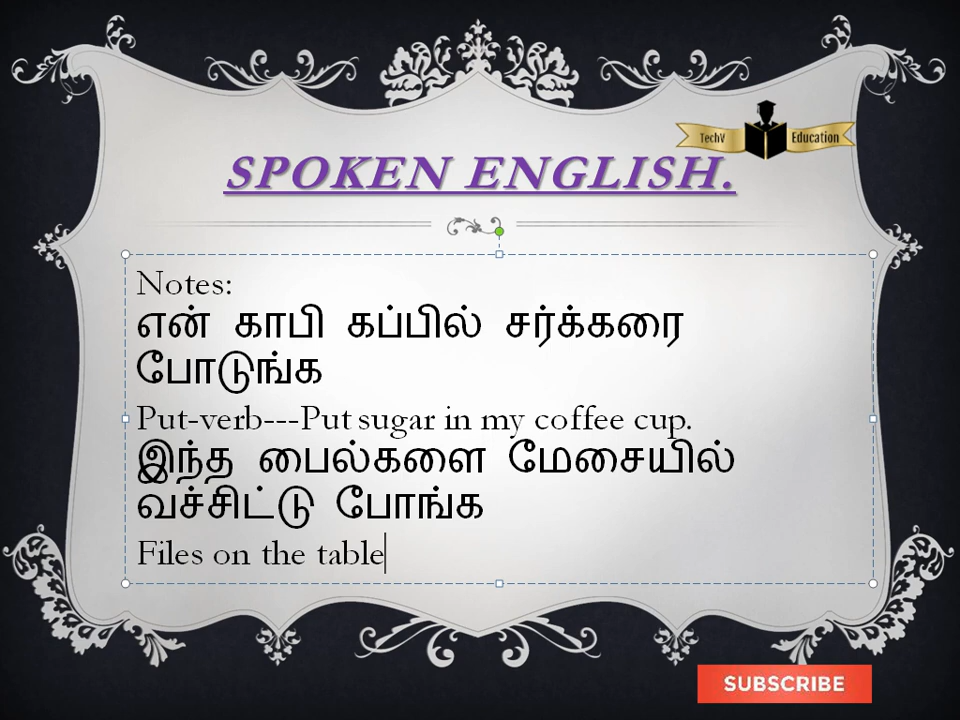 TechV Education
SPOKEN ENGLISH.
Notes:
என் காபி கப்பில் சர்க்கரை
போடுங்க
Put-verb---Put sugar in my coffee cup.
இந்த பைல்களை மேசையில்
வச்சிட்டு போங்க
Files on the table
SUBSCRIBE